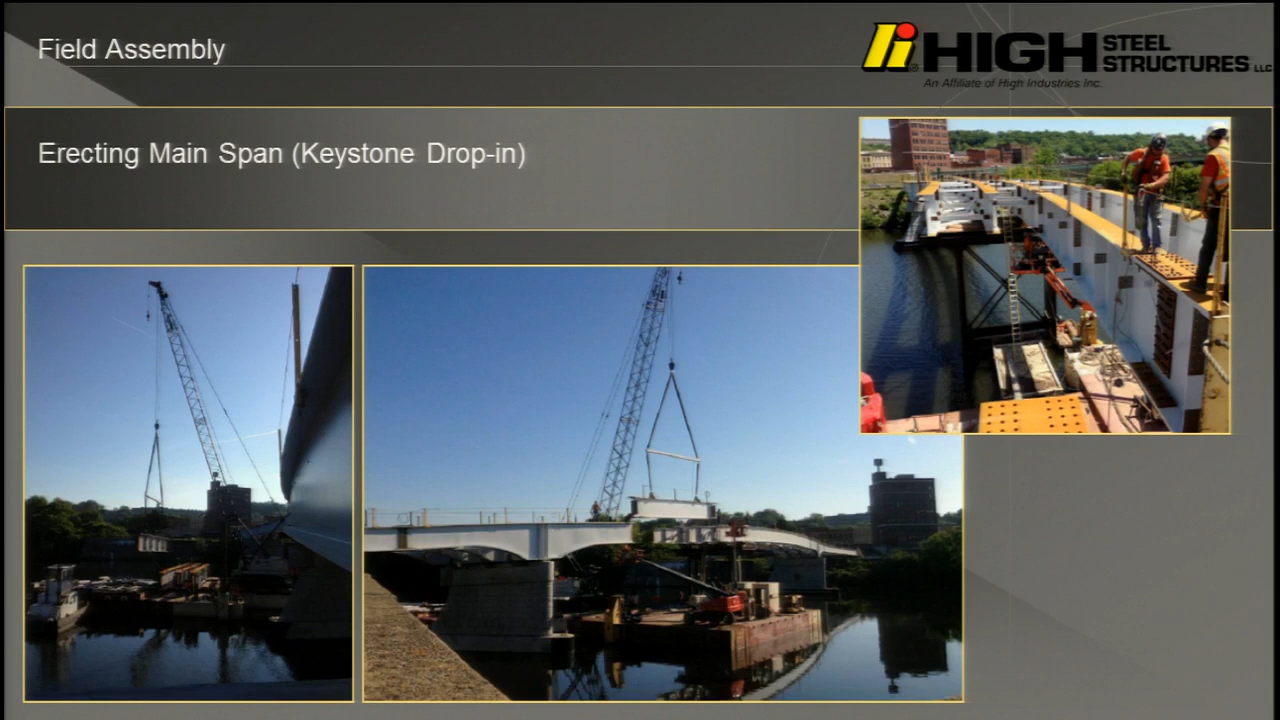 Field Assembly
HIGH STEEL STRUCTURES LLC
An Affiliate of High Industries Inc.
Erecting Main Span (Keystone Drop-in)